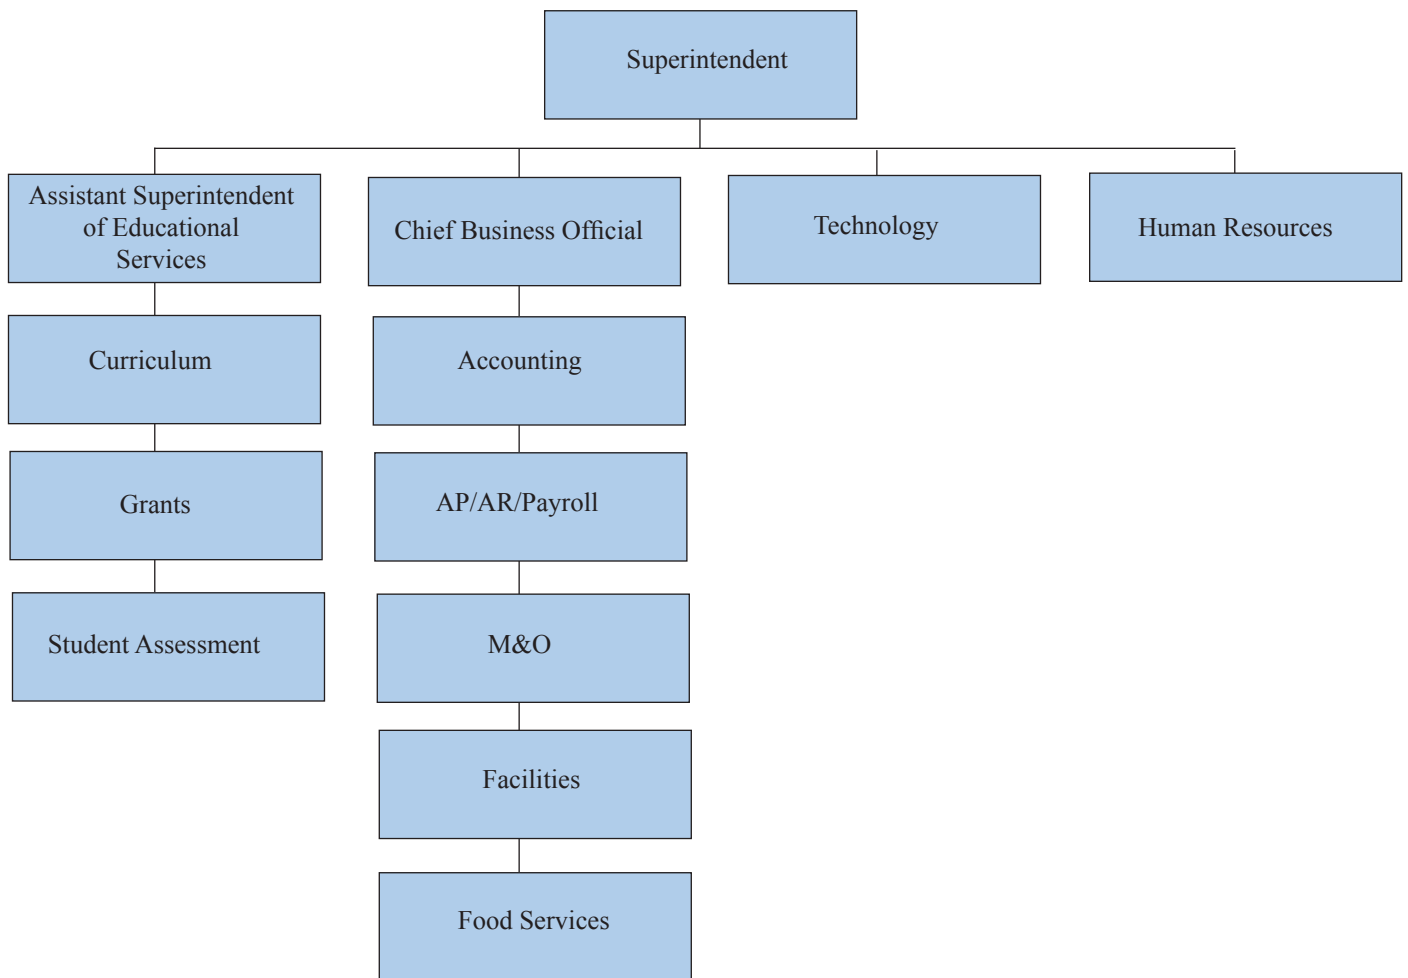 Superintendent
Assistant Superintendent
of Educational
Services
Chief Business Official
Technology
Human Resources
Curriculum
Accounting
Grants
AP/AR/Payroll
Student Assessment
M&O
Facilities
Food Services